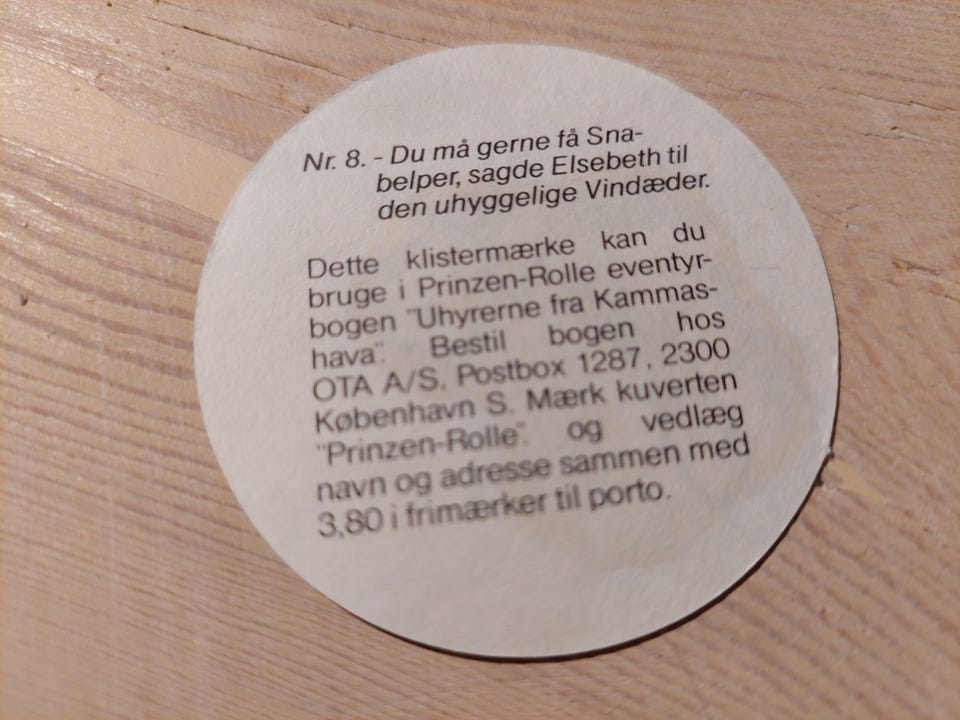 Nr. 8. - Du må gerne få Sna-
belper, sagde Elsebeth til
den uhyggelige Vindæder.
Dette klistermærke kan du
bruge i Prinzen-Rolle eventyr-
bogen "Uhyrerne fra Kammas-
hava". Bestil bogen hos
OTA A/S, Postbox 1287, 2300
København S. Mærk kuverten
"Prinzen-Rolle". og vedlæg
navn og adresse sammen med
3,80 i frimærker til porto.